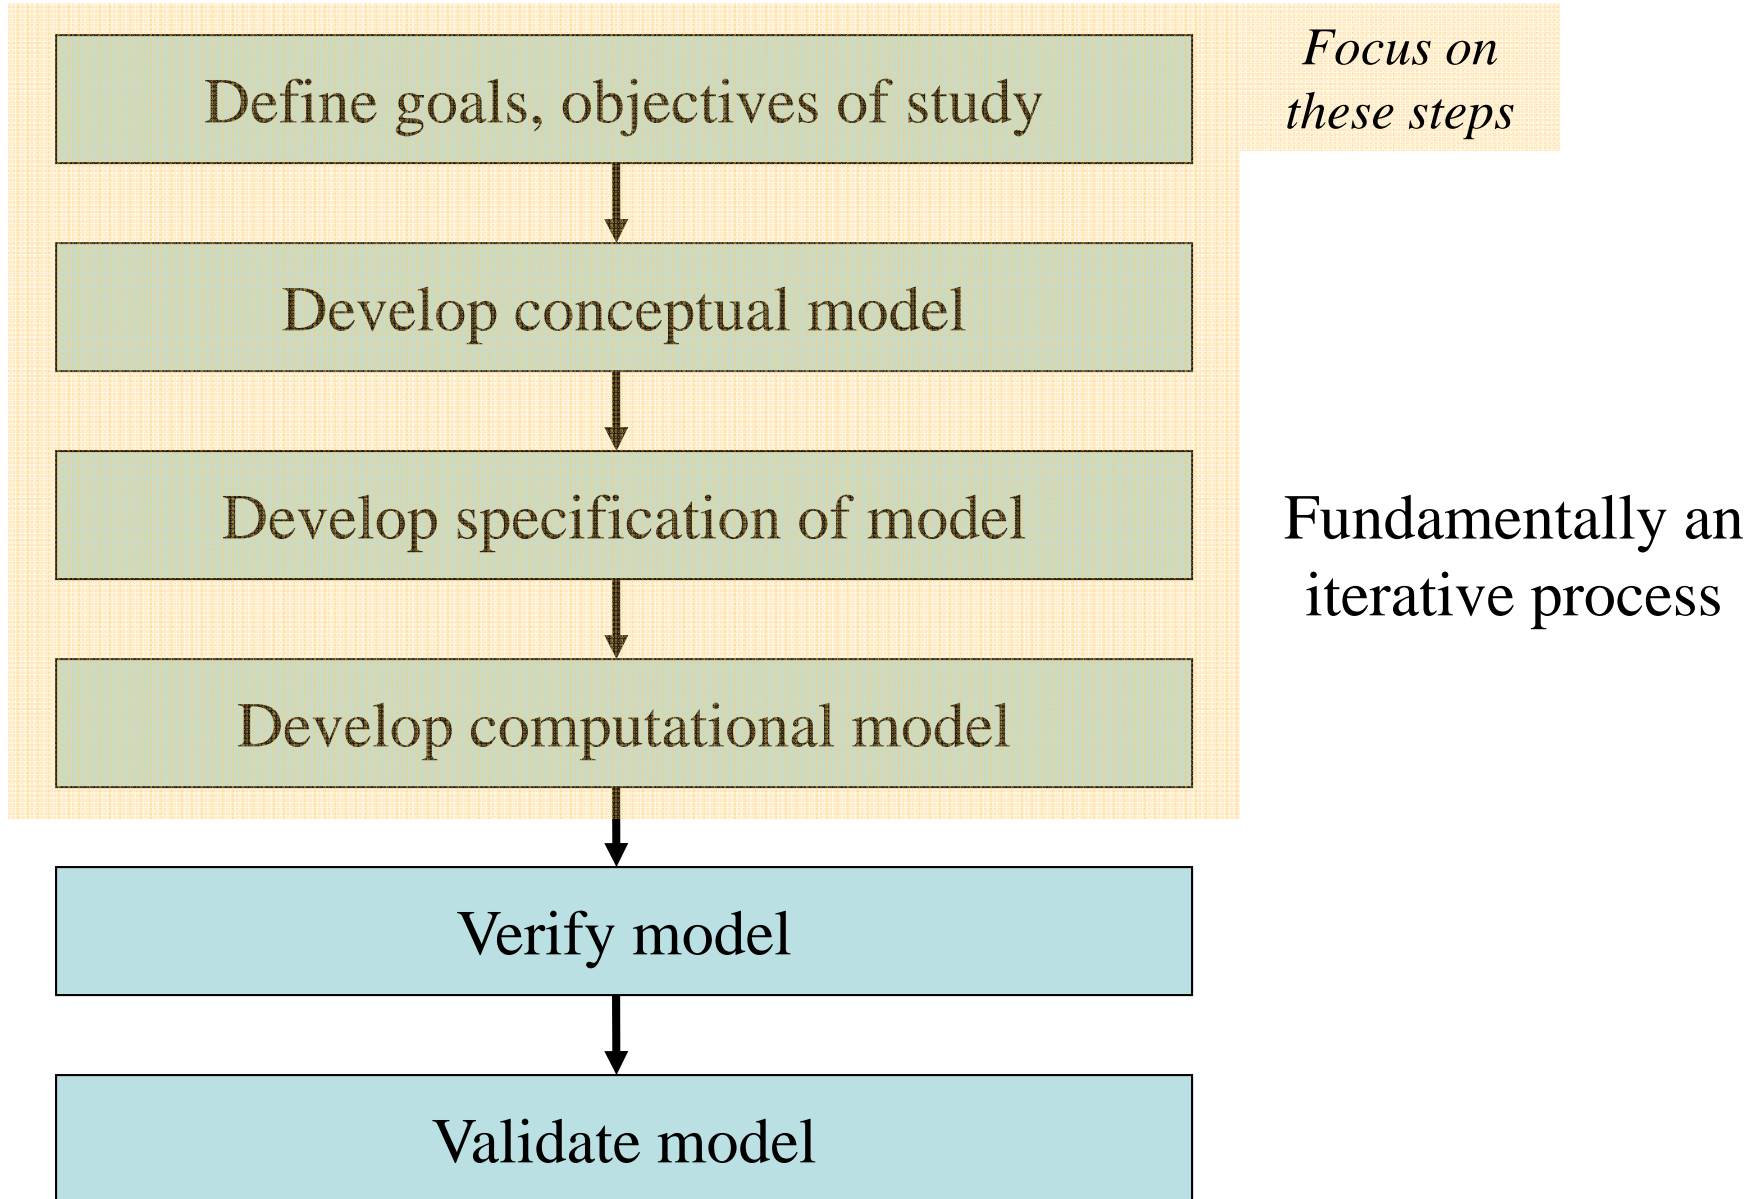 Define goals, objectives of study
Focus on
these steps
Develop conceptual model
Develop specification of model
Fundamentally an
iterative process
Develop computational model
Verify model
Validate model